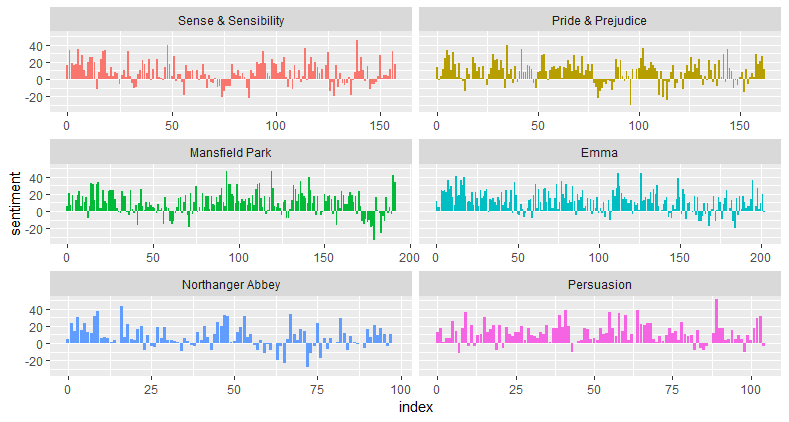 Sense & Sensibility
Pride & Prejudice
40
20
0
-20
0 50 100 150
0 50 100 150
Mansfield Park
Emma
40
20
0
-20
0 50 100 150 200
0 50 100 150 200
Northanger Abbey
Persuasion
40
20
0
-20
0 25 50 75 100
0 25 50 75 100
sentiment
index